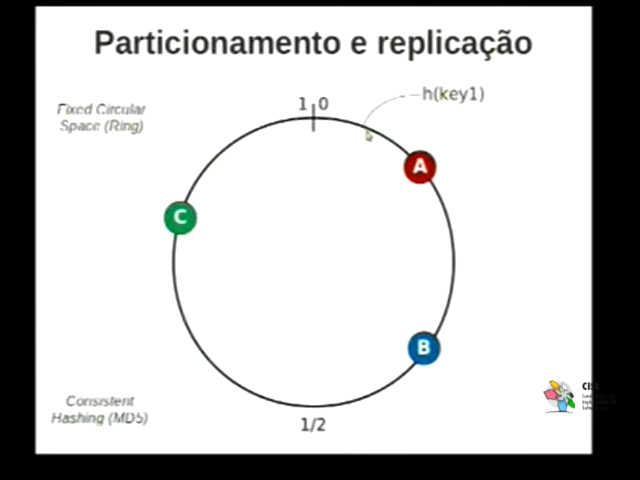 Particionamento e replicação
Fixed Circular
Space (Ring)
1 0
h(key1)
A
C
B
Consistent
Hashing (MD5)
1/2